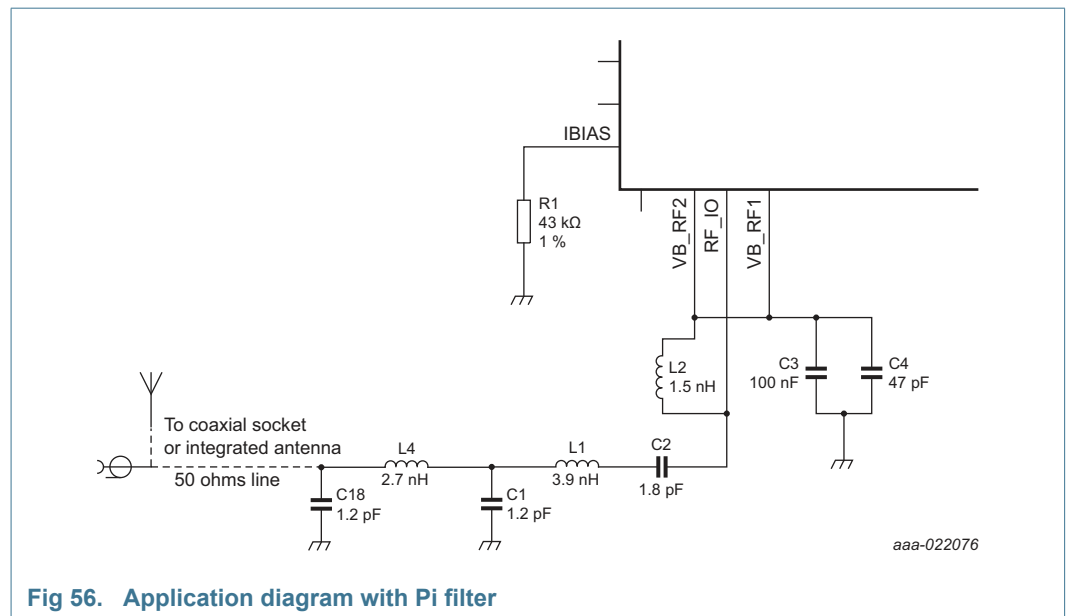 IBIAS
R1
43 kΩ
1 %
VB_RF2
RF_IO
VB_RF1
L2
1.5 nH
C3
100 nF
C4
47 pF
To coaxial socket
or integrated antenna
50 ohms line
L4
2.7 nH
L1
3.9 nH
C2
1.8 pF
C18
1.2 pF
C1
1.2 pF
aaa-022076
Fig 56. Application diagram with Pi filter